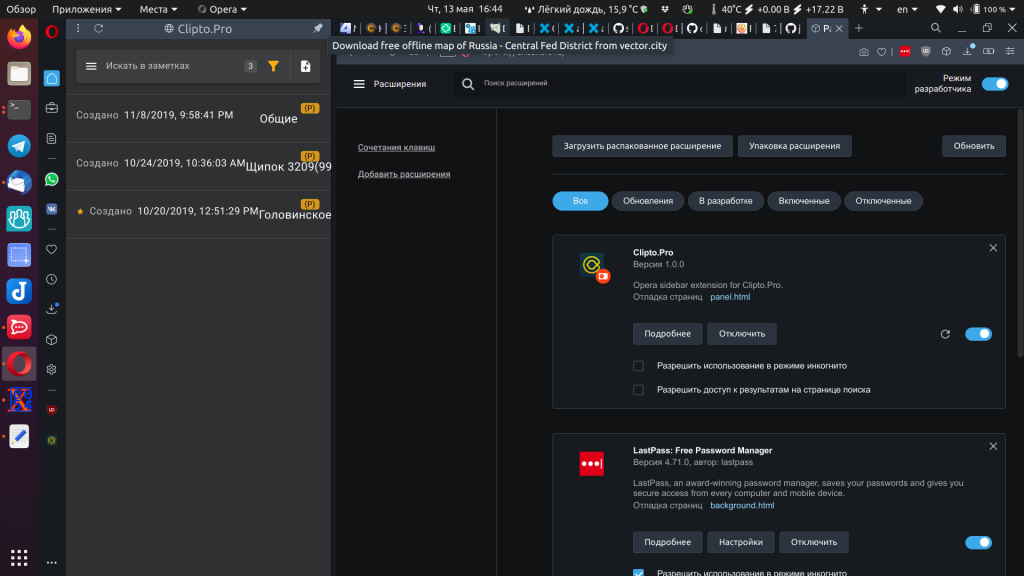 Обзор Приложения Места Opera Чт, 13 мая 16:44 Лёгкий дождь, 15,9 °C 40°C +0.00 В +17.22 В en 100 %
Clipto.Pro
Download free offline map of Russia - Central Fed District from vector.city
Искать в заметках 3
Расширения
Поиск расширений
Режим разработчика
Создано 11/8/2019, 9:58:41 PM (P)
Общие
Создано 10/24/2019, 10:36:03 AM (P)
Щипок 3209(99
Создано 10/20/2019, 12:51:29 PM (P)
Головинское
Сочетания клавиш
Добавить расширения
Загрузить распакованное расширение Упаковка расширения Обновить
Все Обновления В разработке Включенные Отключенные
Clipto.Pro
Версия 1.0.0
Opera sidebar extension for Clipto.Pro.
Отладка страниц panel.html
Подробнее Отключить
Разрешить использование в режиме инкогнито
Разрешить доступ к результатам на странице поиска
LastPass: Free Password Manager
Версия 4.71.0, автор: lastpass
LastPass, an award-winning password manager, saves your passwords and gives you
secure access from every computer and mobile device.
Отладка страниц background.html
Подробнее Настройки Отключить
Разрешить использование в режиме инкогнито